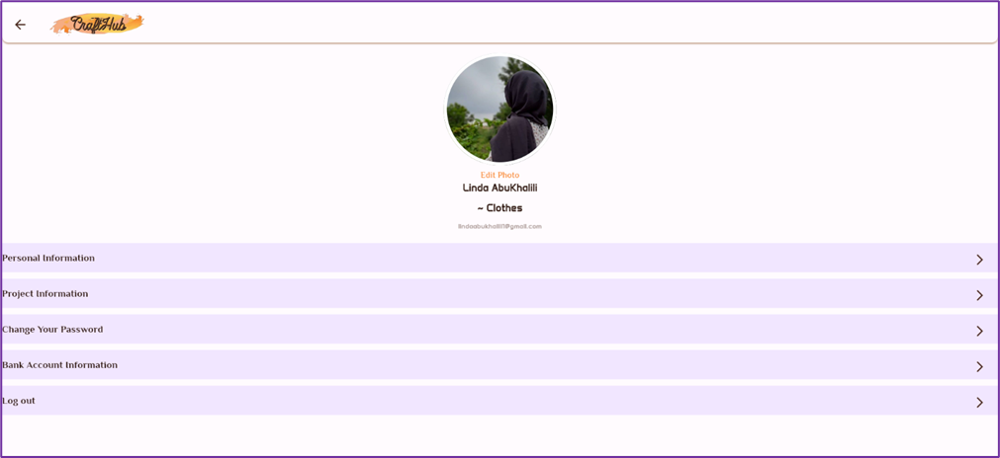 CraftHub
Edit Photo
Linda AbuKhalili
~ Clothes
lindaabukhalili1@gmail.com
Personal Information
Project Information
Change Your Password
Bank Account Information
Log out